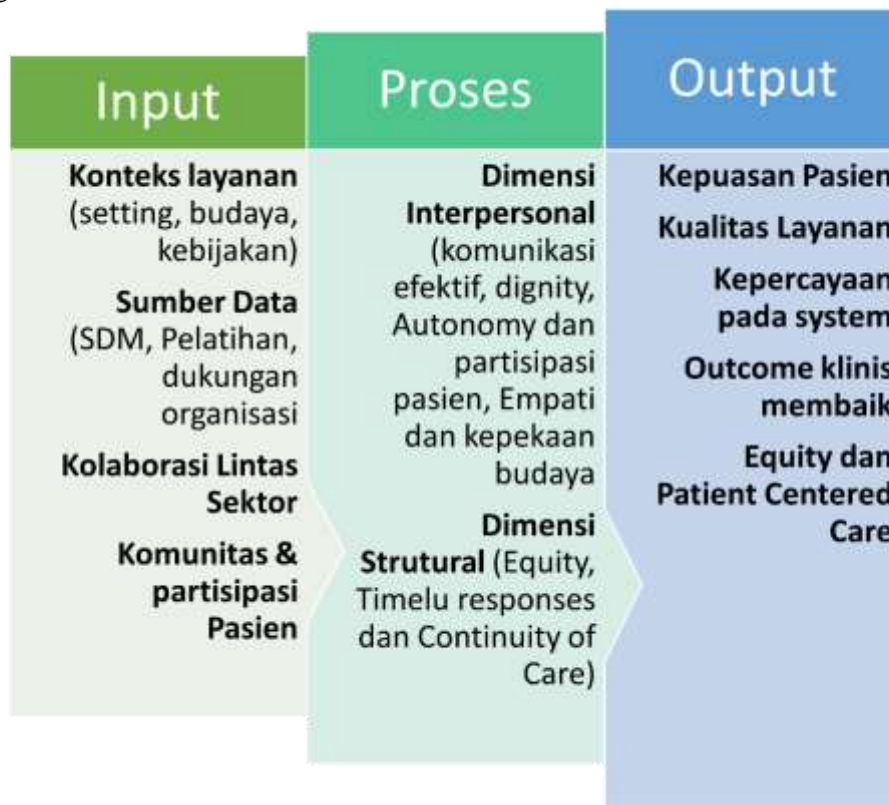 Input
Konteks layanan
(setting, budaya,
kebijakan)
Sumber Data
(SDM, Pelatihan,
dukungan
organisasi
Kolaborasi Lintas
Sektor
Komunitas &
partisipasi
Pasien
Proses
Dimensi
Interpersonal
(komunikasi
efektif, dignity,
Autonomy dan
partisipasi
pasien, Empati
dan kepekaan
budaya
Dimensi
Strutural (Equity,
Timelu responses
dan Continuity of
Care)
Output
Kepuasan Pasien
Kualitas Layanan
Kepercayaan
pada system
Outcome klinis
membaik
Equity dan
Patient Centered
Care